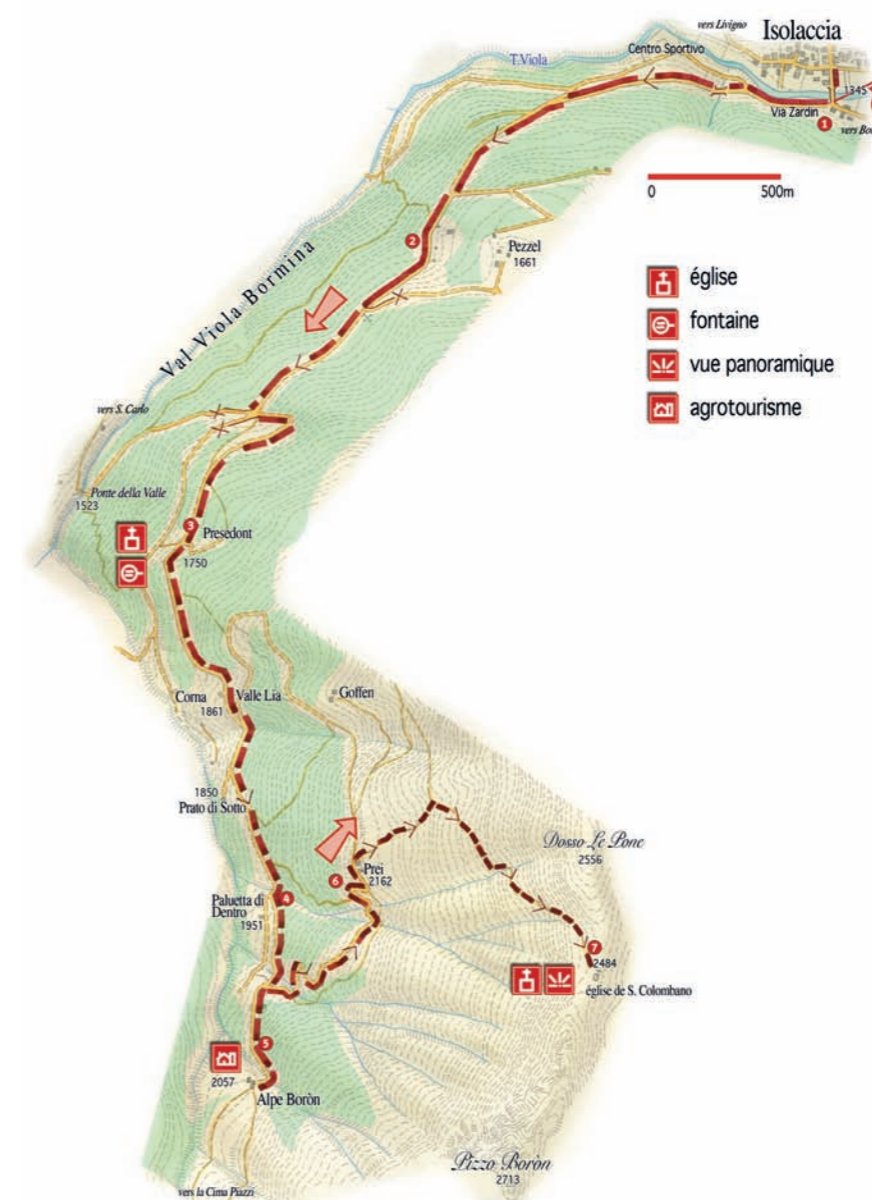 vers Livigno
Isolaccia
Centro Sportivo
T.Viola
1345
Via Zardin
1
0
500m
2
Pezzel
1661
église
fontaine
vue panoramique
agrotourisme
Val Viola Bormina
vers S. Carlo
Ponte della Valle
1523
3
Presedont
1750
Corna
1861
Valle Lia
Goffen
1850
Prato di Sotto
Dosso Le Pone
2556
Prei
2162
6
4
Paluetta di
Dentro
1951
7
2484
église de S. Colombano
5
2057
Alpe Boròn
Pizzo Boròn
2713
vers la Cima Piazzi